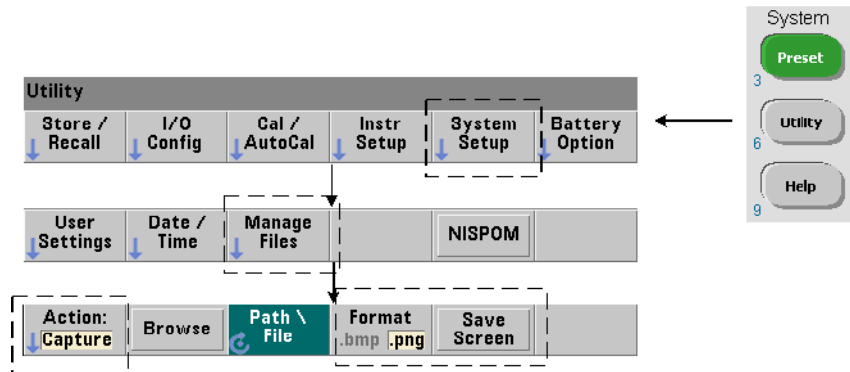 System
Preset
3
Utility
6
Help
9
Utility
Store / Recall
I/O Config
Cal / AutoCal
Instr Setup
System Setup
Battery Option
User Settings
Date / Time
Manage Files
NISPOM
Action: Capture
Browse
Path \ File
Format .bmp .png
Save Screen